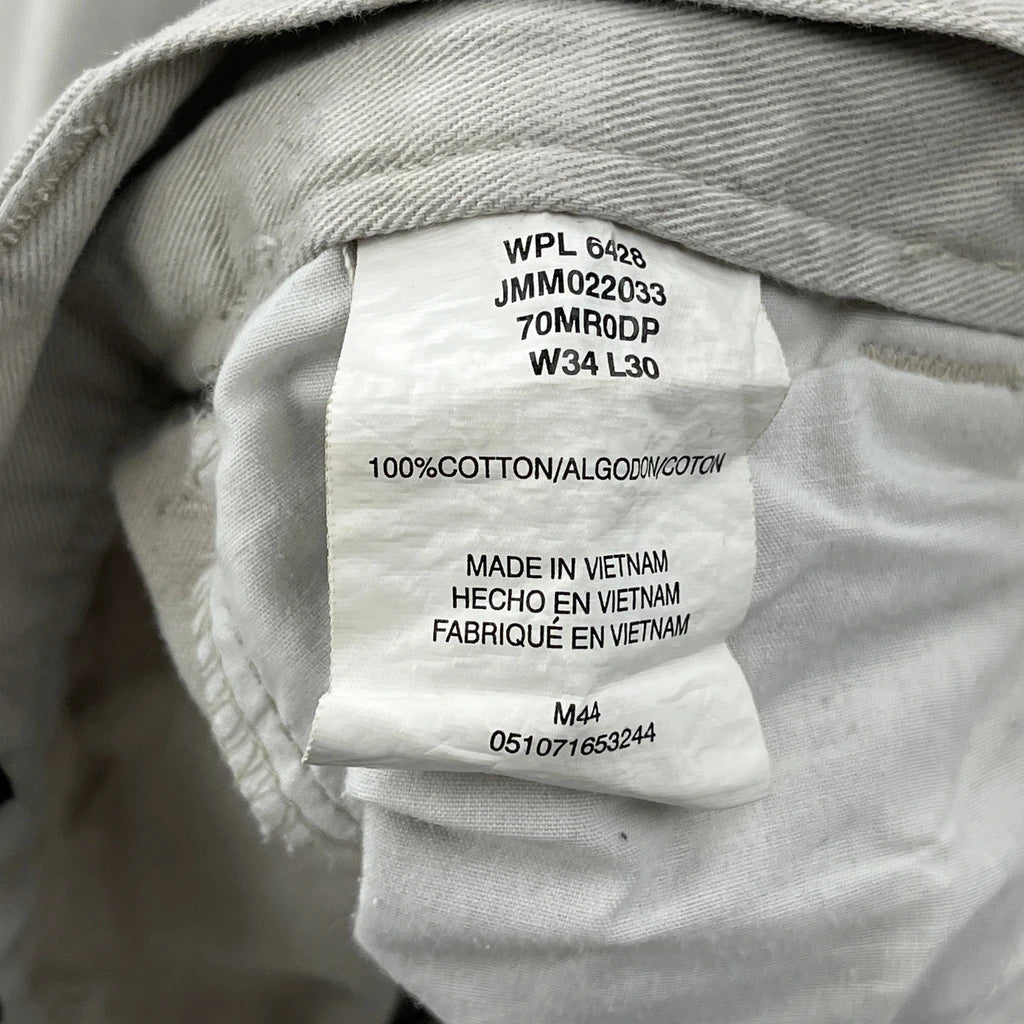 WPL 6428
JMM022033
70MR0DP
W34 L30
100%COTTON/ALGODON/COTON
MADE IN VIETNAM
HECHO EN VIETNAM
FABRIQUÉ EN VIETNAM
M44
051071653244